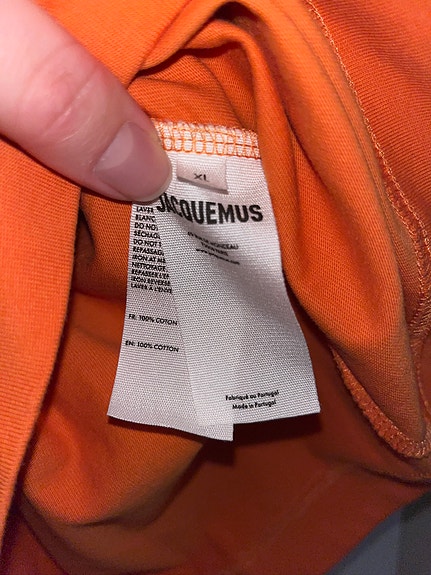 XL
JACQUEMUS
LAVER
BLANC
DO NO
SÉCHAG
DO NOT
REPASSAG
IRON AT M
NETTOYAGE
REPASSER L'E
IRON REVERSE
LAVER À L'ENVE
FR: 100% COTON
EN: 100% COTTON
Fabriqué au Portugal
Made in Portugal